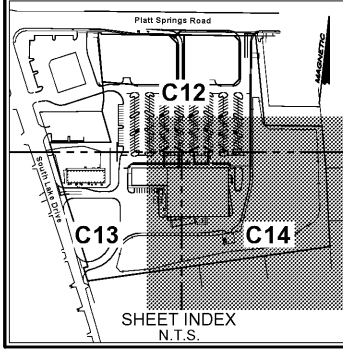 Platt Springs Road
MAGNETIC
C12
South Lake Drive
C13
C14
SHEET INDEX
N.T.S.